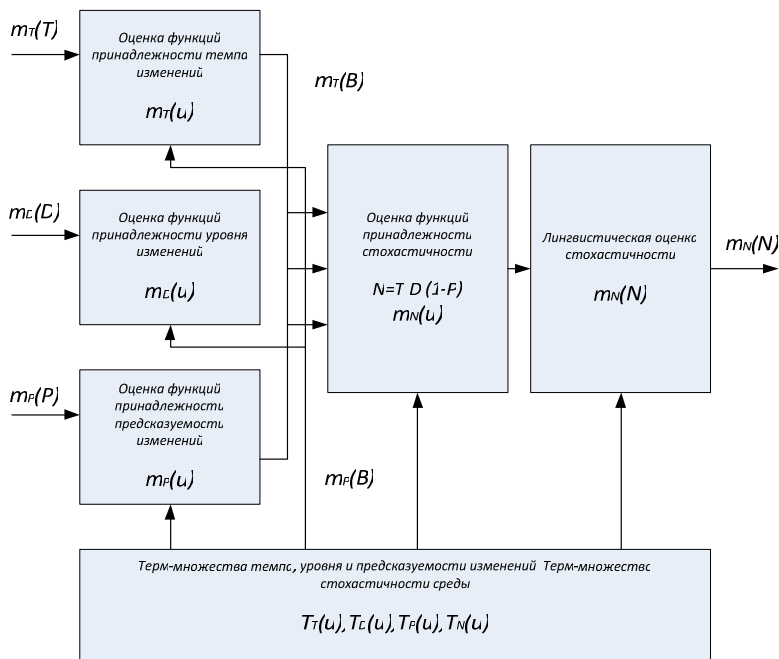 mT(T)
Оценка функций
принадлежности темпа
изменений
mT(u)
mT(B)
mD(D)
Оценка функций
принадлежности уровня
изменений
mD(u)
mP(P)
Оценка функций
принадлежности
предсказуемости
изменений
mP(u)
mP(B)
Оценка функций
принадлежности
стохастичности
N=T D (1-P)
mN(u)
Лингвистическая оценка
стохастичности
mN(N)
mN(N)
Терм-множества темпа, уровня и предсказуемости изменений Терм-множество
стохастичности среды
TT(u),TD(u),TP(u),TN(u)